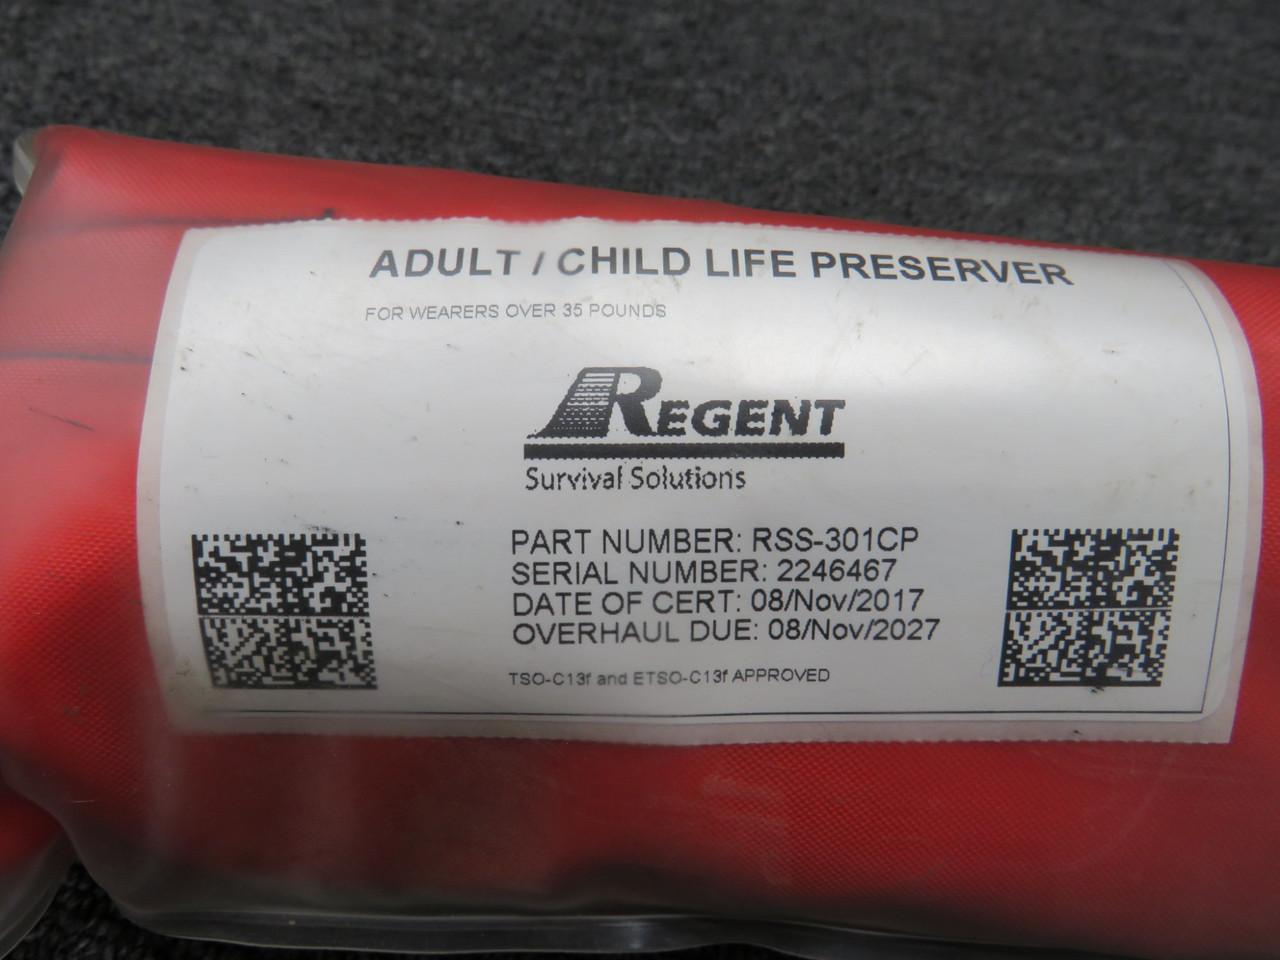 ADULT / CHILD LIFE PRESERVER
FOR WEARERS OVER 35 POUNDS
REGENT
Survival Solutions
PART NUMBER: RSS-301CP
SERIAL NUMBER: 2246467
DATE OF CERT: 08/Nov/2017
OVERHAUL DUE: 08/Nov/2027
TSO-C13f and ETSO-C13f APPROVED